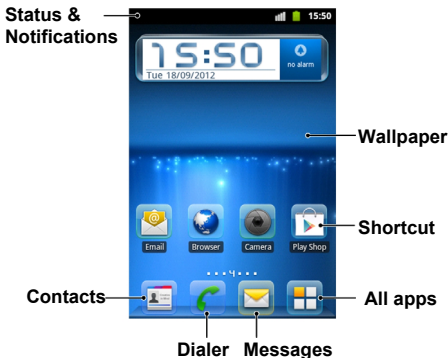 Status &
Notifications
15:50
15:50
Tue 18/09/2012
no alarm
Wallpaper
@
Email
Browser
Camera
Play Shop
Shortcut
4
Contacts
All apps
Dialer
Messages